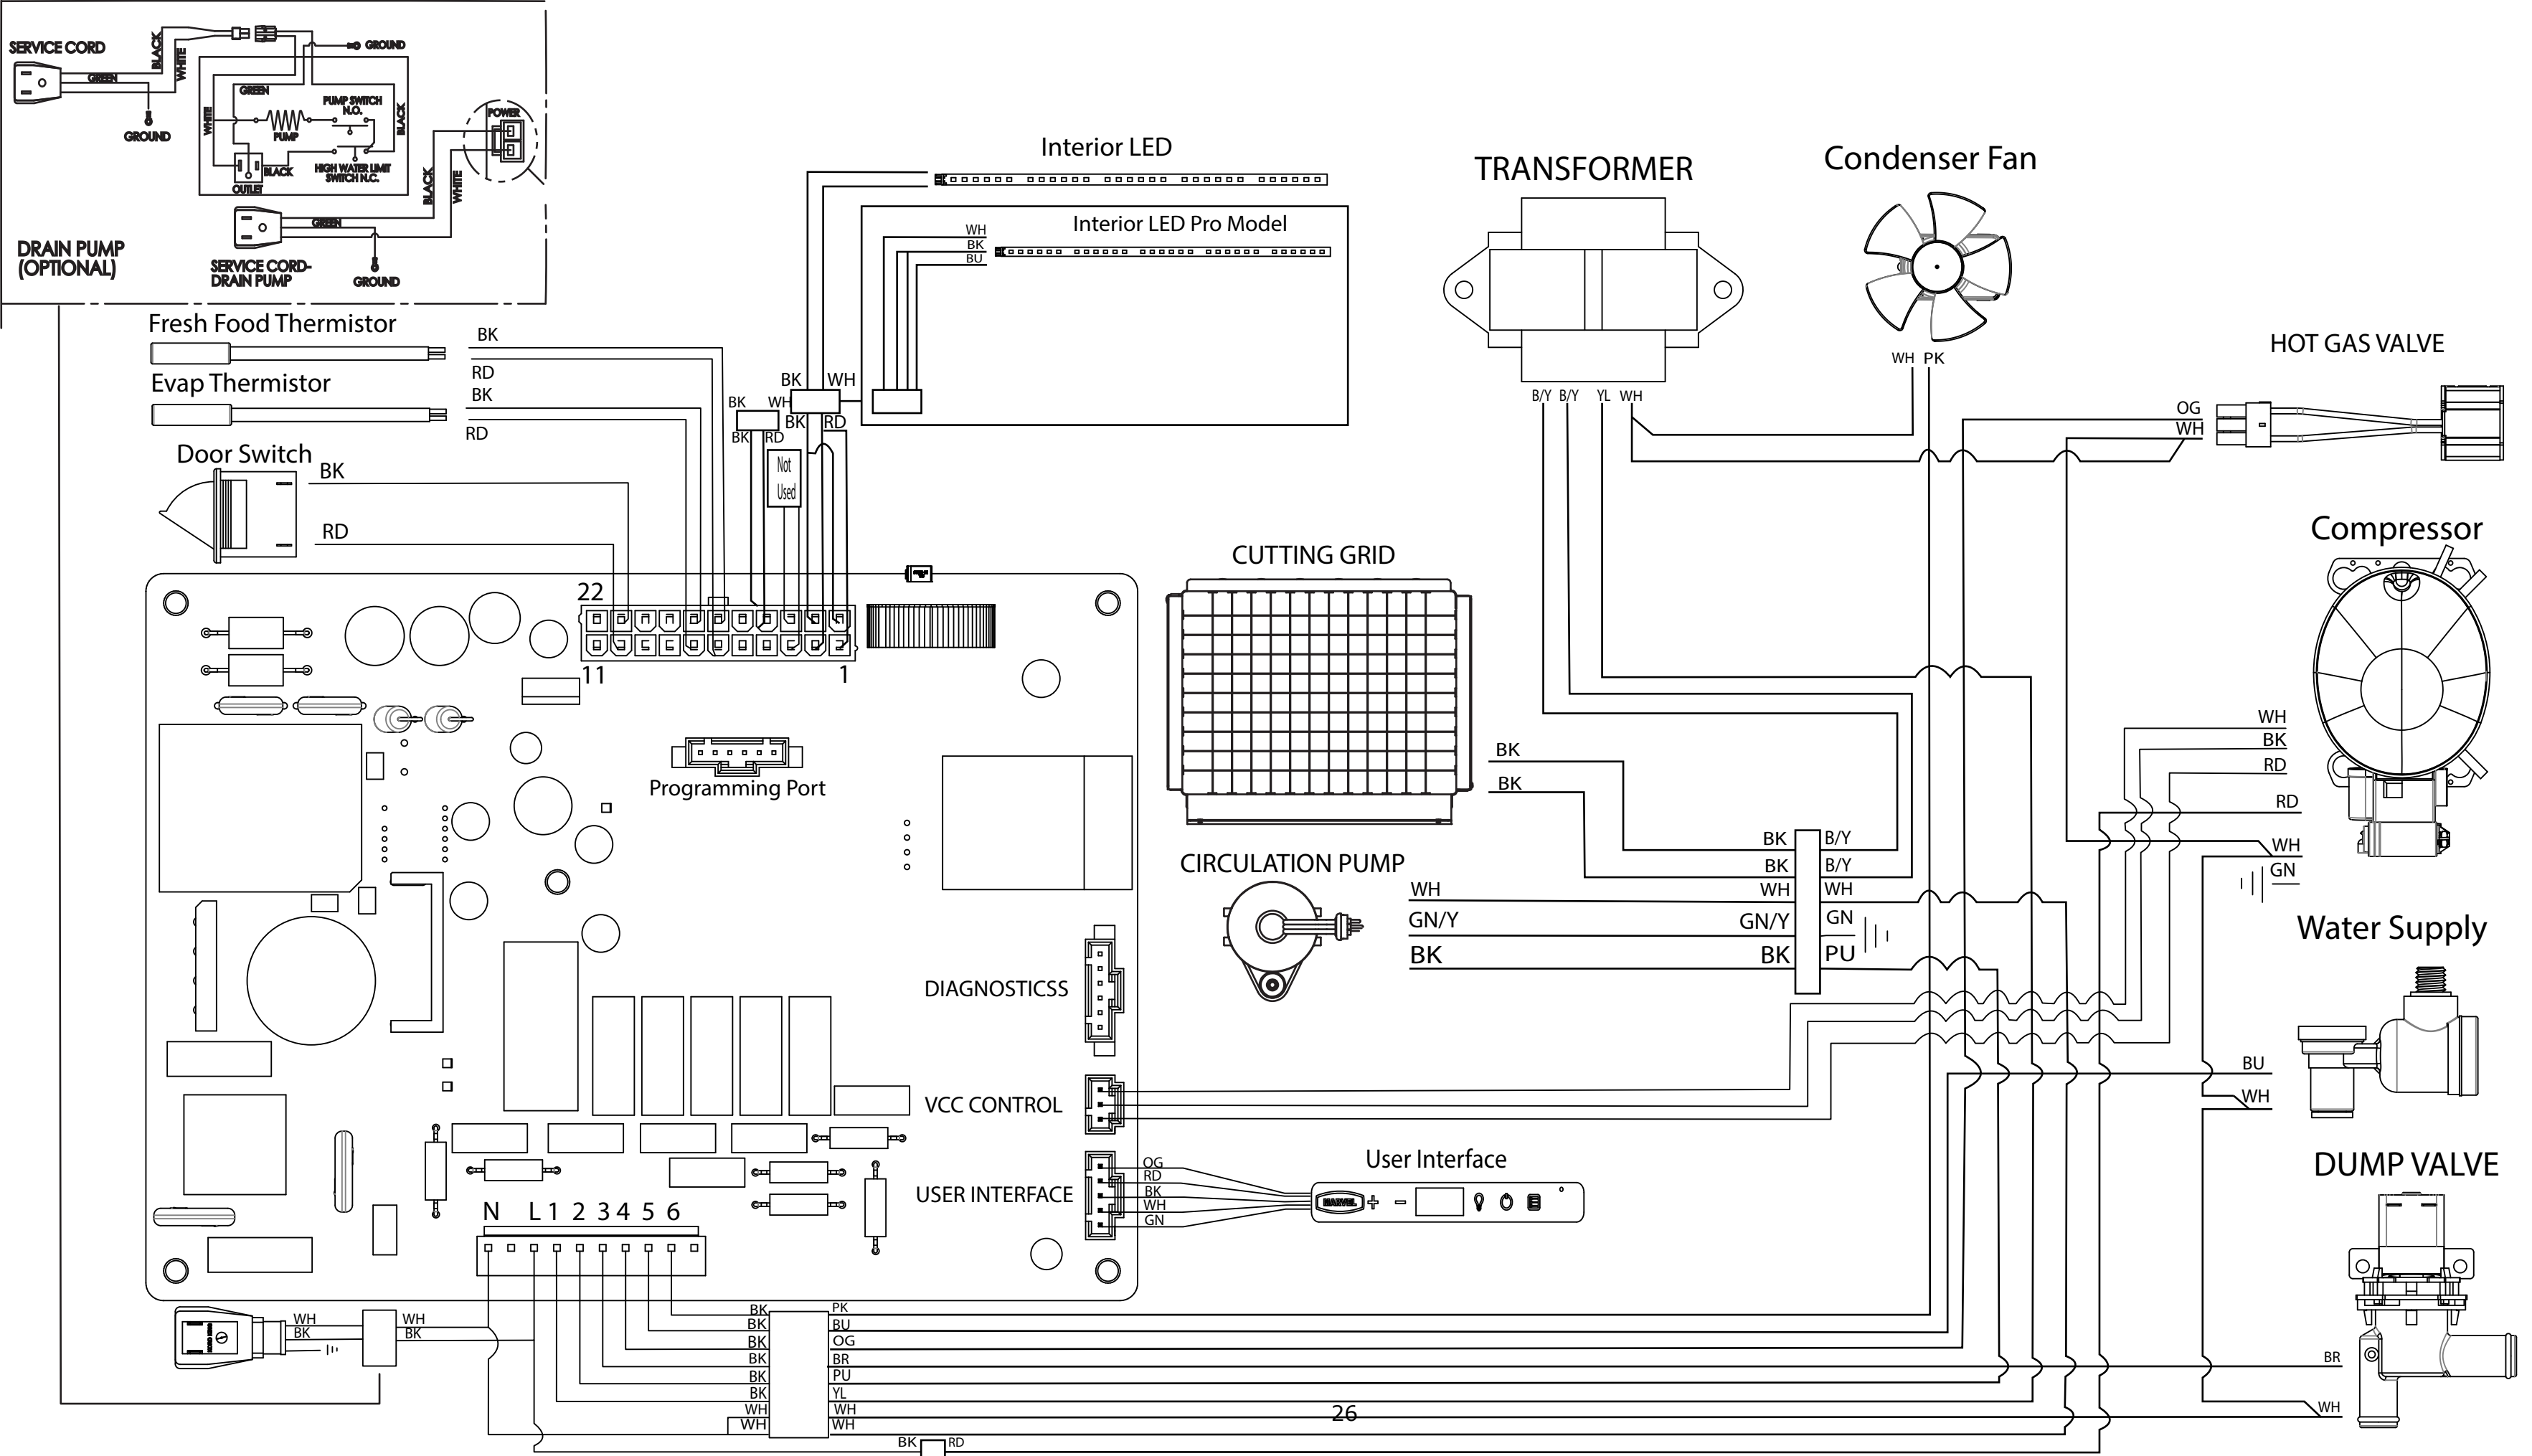 SERVICE CORD
BLACK
WHITE
GREEN
GROUND
GROUND
GREEN
WHITE
PUMP SWITCH
N.O.
PUMP
BLACK
BLACK
OUTLET
HIGH WATER LIMIT
SWITCH N.C.
POWER
BLACK
WHITE
GREEN
DRAIN PUMP
(OPTIONAL)
SERVICE CORD-
DRAIN PUMP
GROUND
Interior LED
Interior LED Pro Model
WH
BK
BU
TRANSFORMER
Condenser Fan
WH PK
B/Y B/Y YL WH
HOT GAS VALVE
OG
WH
Fresh Food Thermistor
BK
RD
Evap Thermistor
BK
RD
Door Switch
BK
RD
BK WH
BK WH
BK RD
BK RD
Not
Used
22
11
1
Programming Port
CUTTING GRID
BK
BK
Compressor
WH
BK
RD
RD
WH
GN
CIRCULATION PUMP
WH
GN/Y
BK
BK B/Y
BK B/Y
WH WH
GN/Y GN
BK PU
Water Supply
BU
WH
DIAGNOSTICSS
VCC CONTROL
USER INTERFACE
OG
RD
BK
WH
GN
User Interface
MARVEL + -
DUMP VALVE
BR
WH
N L 1 2 3 4 5 6
WH WH
BK BK
BK PK
BK BU
BK OG
BK BR
BK PU
BK YL
WH WH
WH WH
BK RD
26